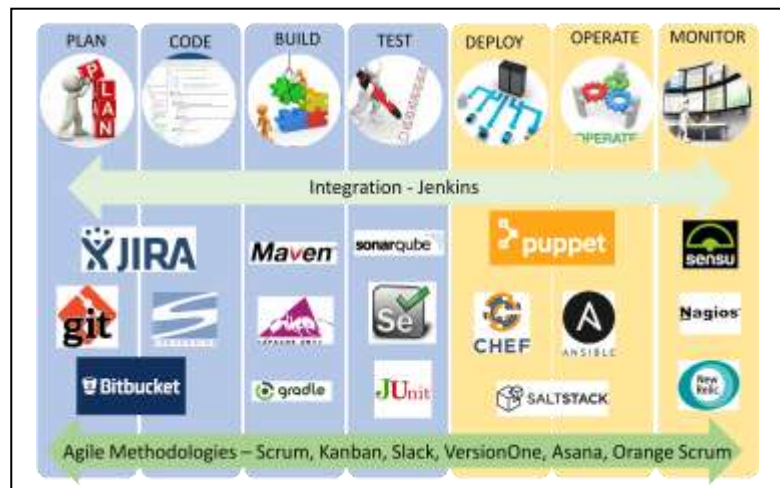 PLAN
CODE
BUILD
TEST
DEPLOY
OPERATE
MONITOR
PLAN
OPERATE
Integration - Jenkins
JIRA
Maven
sonarqube
puppet
sensu
git
Se
CHEF
ANSIBLE
Nagios
Bitbucket
gradle
JUnit
SALTSTACK
New
Relic
Agile Methodologies – Scrum, Kanban, Slack, VersionOne, Asana, Orange Scrum